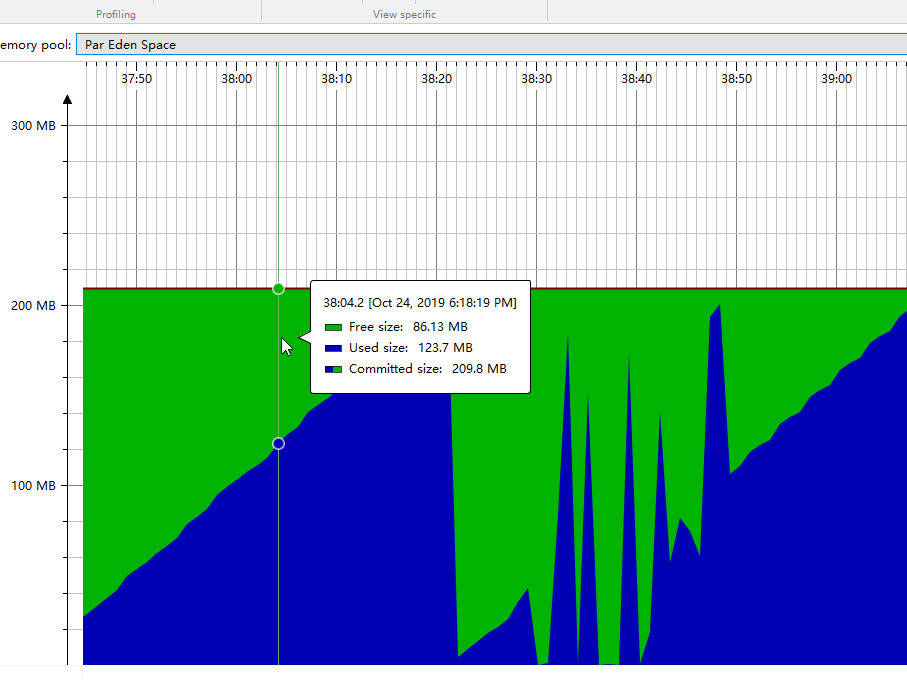 Profiling View specific
emory pool: Par Eden Space
37:50 38:00 38:10 38:20 38:30 38:40 38:50 39:00
300 MB
200 MB
100 MB
38:04.2 [Oct 24, 2019 6:18:19 PM]
Free size: 86.13 MB
Used size: 123.7 MB
Committed size: 209.8 MB